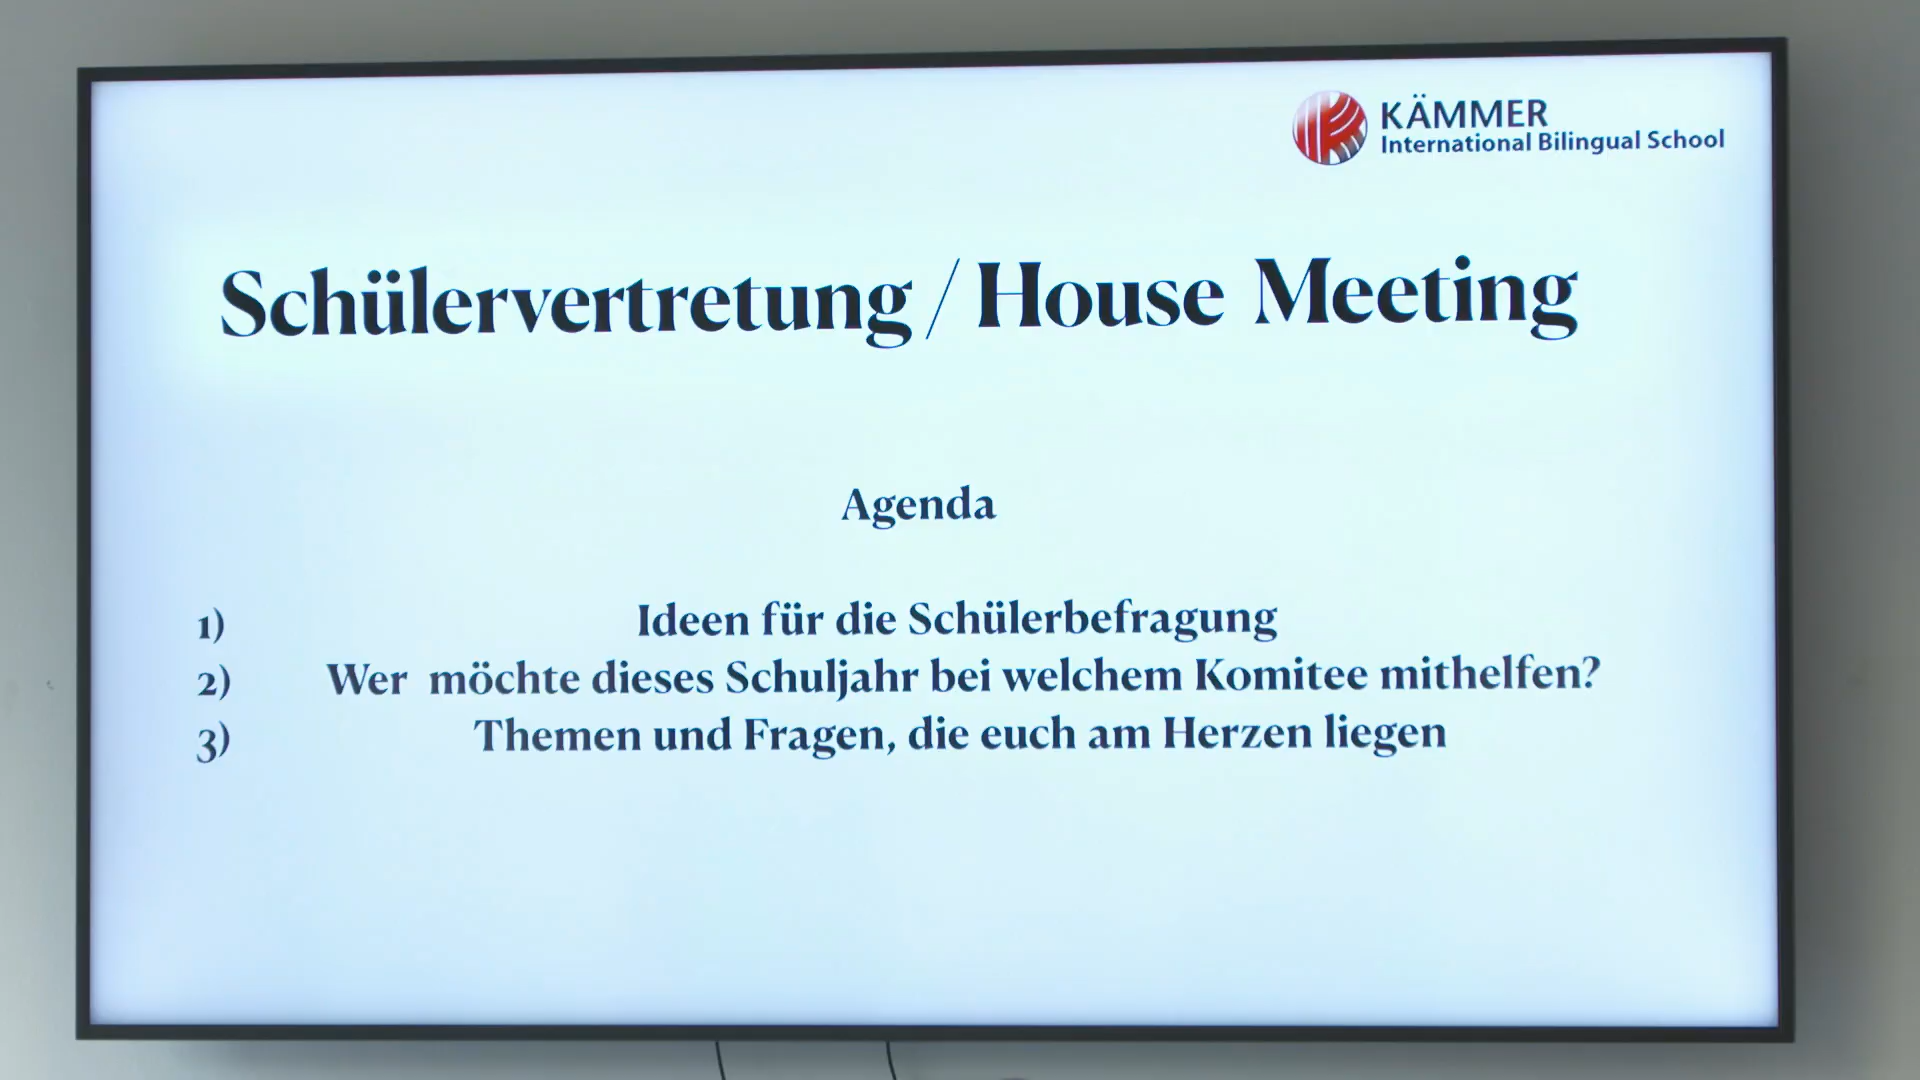 KÄMMER
International Bilingual School
Schülervertretung / House Meeting
Agenda
1) Ideen für die Schülerbefragung
2) Wer möchte dieses Schuljahr bei welchem Komitee mithelfen?
3) Themen und Fragen, die euch am Herzen liegen